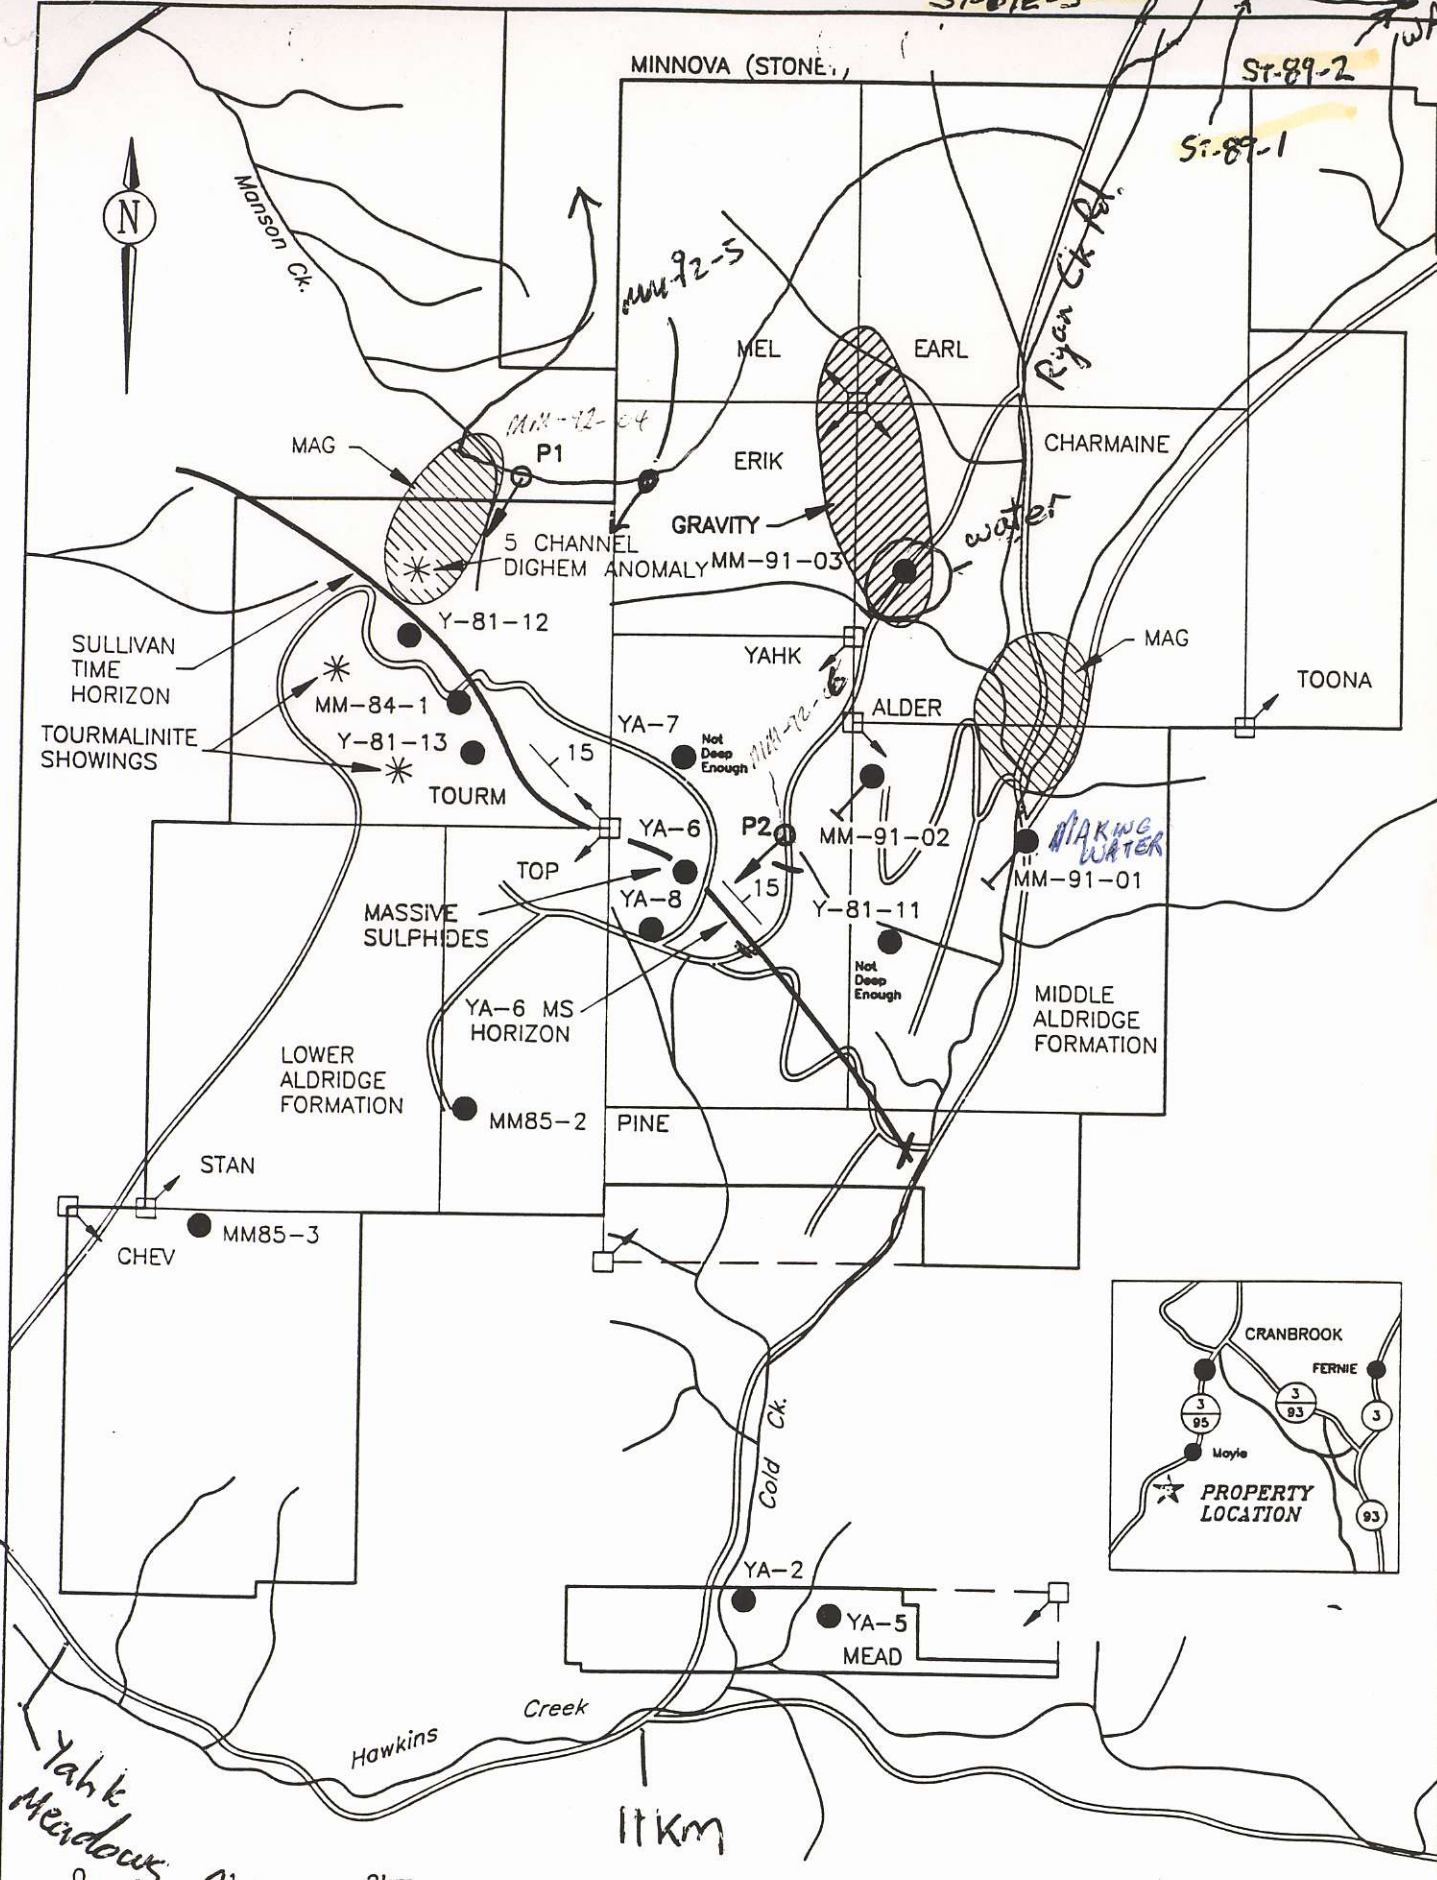 MINNOVA (STONE
St-89-2
St-89-1
N
Manson Ck.
MM-92-5
Ryan Ck Rd.
MEL
EARL
MM-92-04
MAG
P1
ERIK
CHARMAINE
GRAVITY
water
5 CHANNEL
DIGHEM ANOMALY
MM-91-03
Y-81-12
SULLIVAN
TIME
HORIZON
YAHK
MAG
TOONA
MM-84-1
ALDER
TOURMALINITE
SHOWINGS
Y-81-13
YA-7
Not
Deep
Enough
15
TOURM
YA-6
P2
MM-91-02
MAKING
WATER
TOP
MM-91-01
YA-8
15
Y-81-11
MASSIVE
SULPHIDES
Not
Deep
Enough
YA-6 MS
HORIZON
MIDDLE
ALDRIDGE
FORMATION
LOWER
ALDRIDGE
FORMATION
MM85-2
PINE
STAN
MM85-3
CHEV
CRANBROOK
FERNIE
3
95
3
93
3
Moyie
PROPERTY
LOCATION
93
Cold Ck.
YA-2
YA-5
MEAD
Hawkins Creek
Yahk
Meadows
11Km